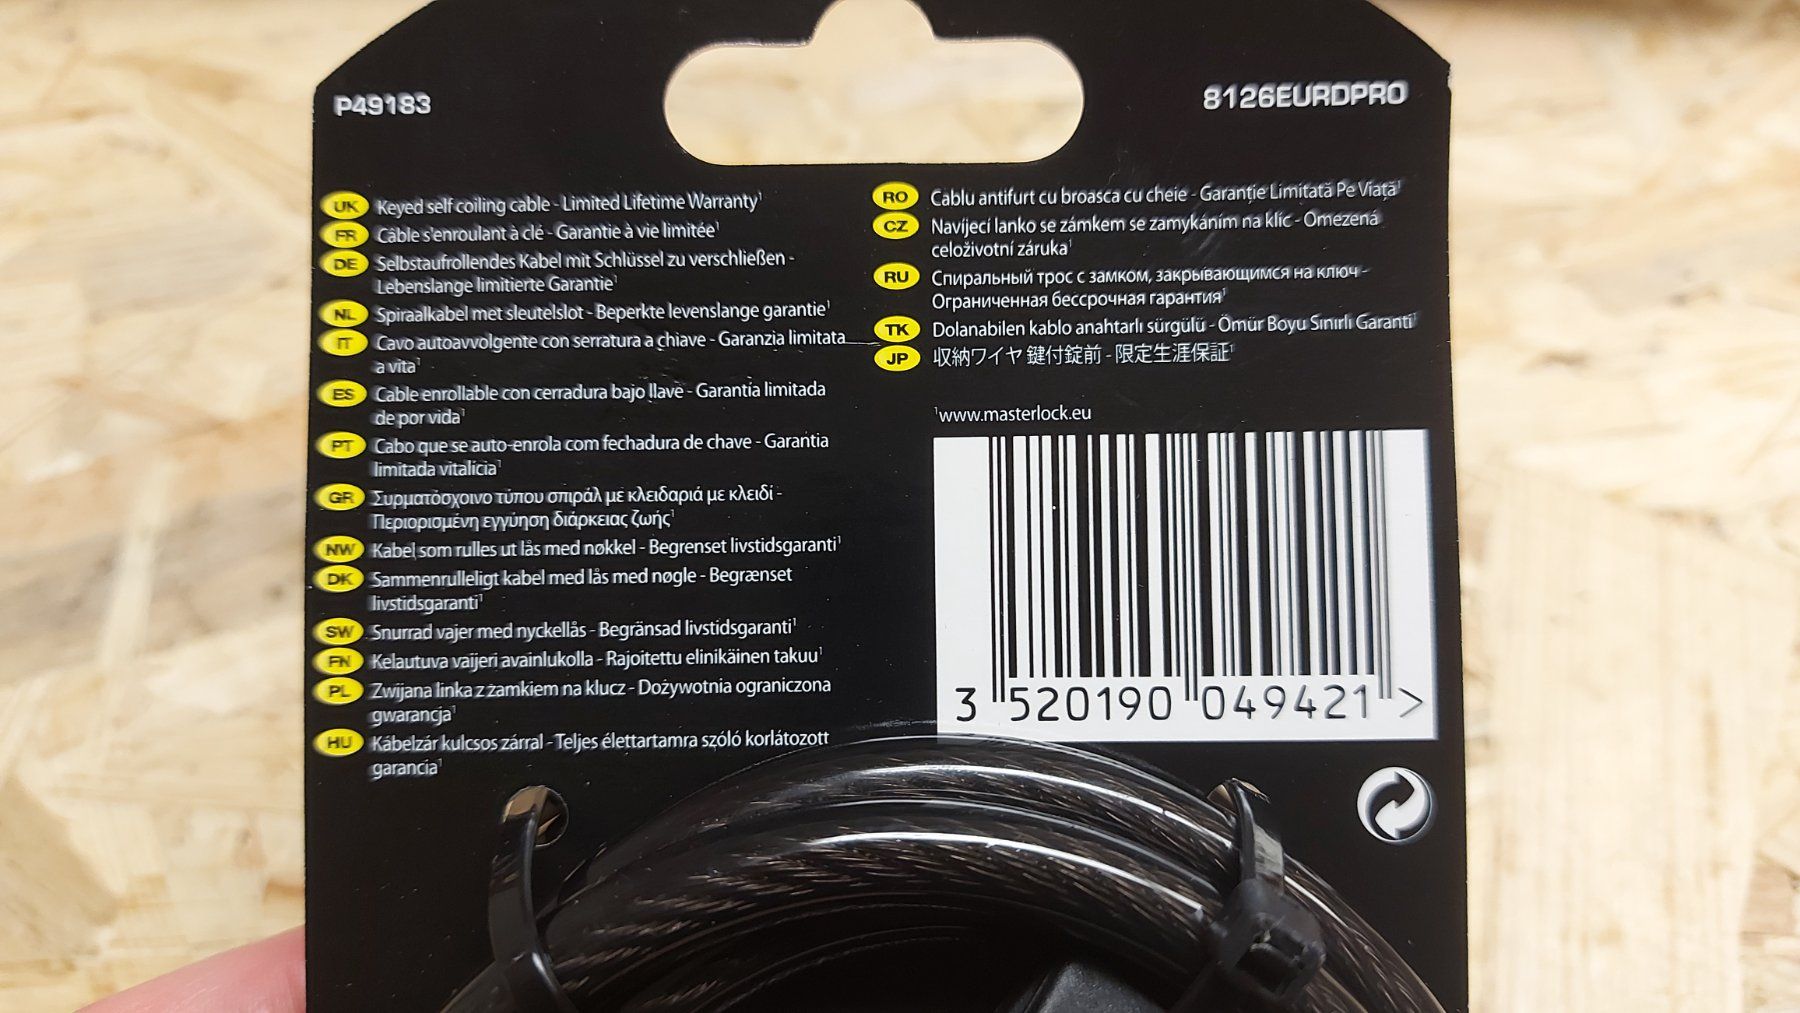 P49183
8126EURDPRO
UK Keyed self coiling cable - Limited Lifetime Warranty¹
FR Câble s'enroulant à clé - Garantie à vie limitée¹
DE Selbstaufrollendes Kabel mit Schlüssel zu verschließen -
Lebenslange limitierte Garantie¹
NL Spiraalkabel met sleutelslot - Beperkte levenslange garantie¹
IT Cavo autoavvolgente con serratura a chiave - Garanzia limitata
a vita¹
ES Cable enrollable con cerradura bajo llave - Garantía limitada
de por vida¹
PT Cabo que se auto-enrola com fechadura de chave - Garantia
limitada vitalícia¹
GR Συρματόσχοινο τύπου σπιράλ με κλειδαριά με κλειδί -
Περιορισμένη εγγύηση διάρκειας ζωής¹
NW Kabel som rulles ut lås med nøkkel - Begrenset livstidsgaranti¹
DK Sammenrulleligt kabel med lås med nøgle - Begrænset
livstidsgaranti¹
SW Snurrad vajer med nyckellås - Begränsad livstidsgaranti¹
FN Kelautuva vaijeri avainlukolla - Rajoitettu elinikäinen takuu¹
PL Zwijana linka z zamkiem na klucz - Dożywotnia ograniczona
gwarancja¹
HU Kábelzár kulcsos zárral - Teljes élettartamra szóló korlátozott
garancia¹
RO Cablu antifurt cu broasca cu cheie - Garanție Limitată Pe Viață¹
CZ Navíjecí lanko se zámkem se zamykáním na klíc - Omezená
celoživotní záruka¹
RU Спиральный трос с замком, закрывающимся на ключ -
Ограниченная бессрочная гарантия¹
TK Dolanabilen kablo anahtarlı sürgülü - Ömür Boyu Sınırlı Garanti¹
JP 収納ワイヤ 鍵付錠前 - 限定生涯保証¹
¹www.masterlock.eu
3 520190 049421 >